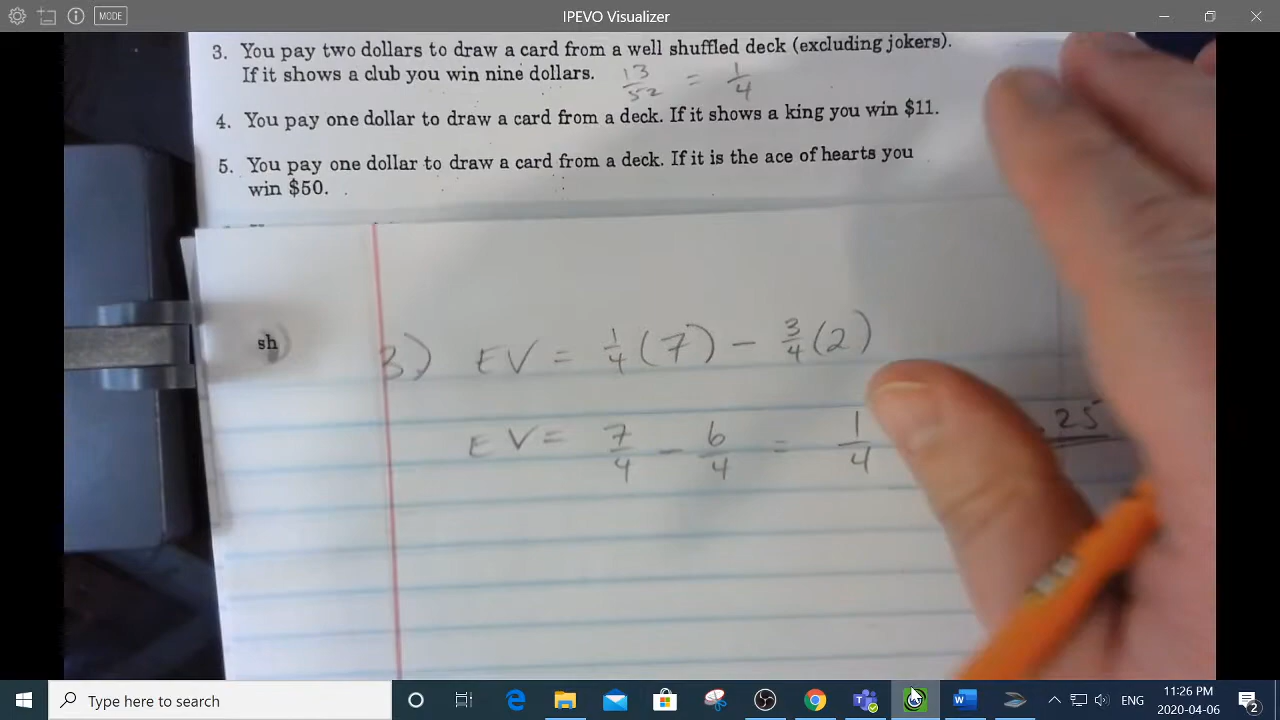 MODE
IPEVO Visualizer
3. You pay two dollars to draw a card from a well shuffled deck (excluding jokers).
If it shows a club you win nine dollars. 13/52 = 1/4
4. You pay one dollar to draw a card from a deck. If it shows a king you win $11.
5. You pay one dollar to draw a card from a deck. If it is the ace of hearts you
win $50.
sh
3) EV = 1/4 (7) - 3/4 (2)
EV = 7/4 - 6/4 = 1/4 .25
Type here to search
ENG
11:26 PM
2020-04-06
2